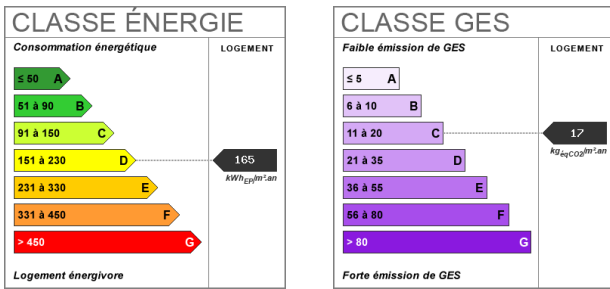 CLASSE ÉNERGIE
Consommation énergétique
LOGEMENT
≤ 50 A
51 à 90 B
91 à 150 C
151 à 230 D
165
kWhEP/m².an
231 à 330 E
331 à 450 F
> 450 G
Logement énergivore
CLASSE GES
Faible émission de GES
LOGEMENT
≤ 5 A
6 à 10 B
11 à 20 C
17
kgéqCO2/m².an
21 à 35 D
36 à 55 E
56 à 80 F
> 80 G
Forte émission de GES